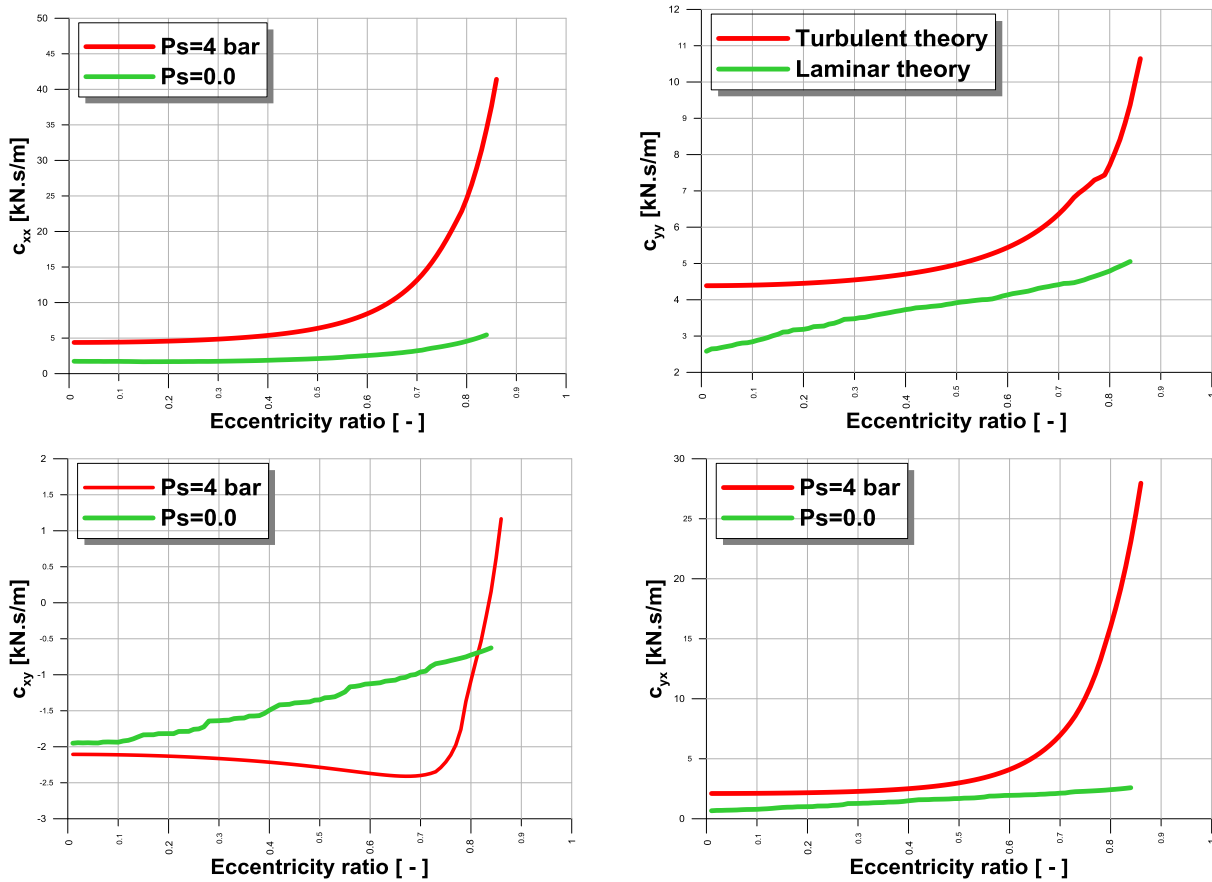 50
45
40
35
30
25
20
15
10
5
0
Ps=4 bar
Ps=0.0
c_xx [kN.s/m]
0 0.1 0.2 0.3 0.4 0.5 0.6 0.7 0.8 0.9 1
Eccentricity ratio [ - ]
12
11
10
9
8
7
6
5
4
3
2
Turbulent theory
Laminar theory
c_yy [kN.s/m]
0 0.1 0.2 0.3 0.4 0.5 0.6 0.7 0.8 0.9 1
Eccentricity ratio [ - ]
2
1.5
1
0.5
0
-0.5
-1
-1.5
-2
-2.5
-3
Ps=4 bar
Ps=0.0
c_xy [kN.s/m]
0 0.1 0.2 0.3 0.4 0.5 0.6 0.7 0.8 0.9 1
Eccentricity ratio [ - ]
30
25
20
15
10
5
0
Ps=4 bar
Ps=0.0
c_yx [kN.s/m]
0 0.1 0.2 0.3 0.4 0.5 0.6 0.7 0.8 0.9 1
Eccentricity ratio [ - ]